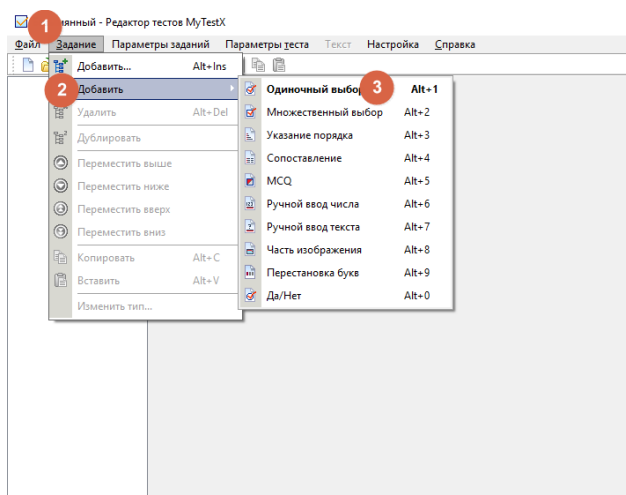 1
янный - Редактор тестов MyTestX
Файл Задание Параметры заданий Параметры теста Текст Настройка Справка
Добавить... Alt+Ins
2 Добавить
Удалить Alt+Del
Дублировать
Переместить выше
Переместить ниже
Переместить вверх
Переместить вниз
Копировать Alt+C
Вставить Alt+V
Изменить тип...
Одиночный выбор 3 Alt+1
Множественный выбор Alt+2
Указание порядка Alt+3
Сопоставление Alt+4
MCQ Alt+5
Ручной ввод числа Alt+6
Ручной ввод текста Alt+7
Часть изображения Alt+8
Перестановка букв Alt+9
Да/Нет Alt+0